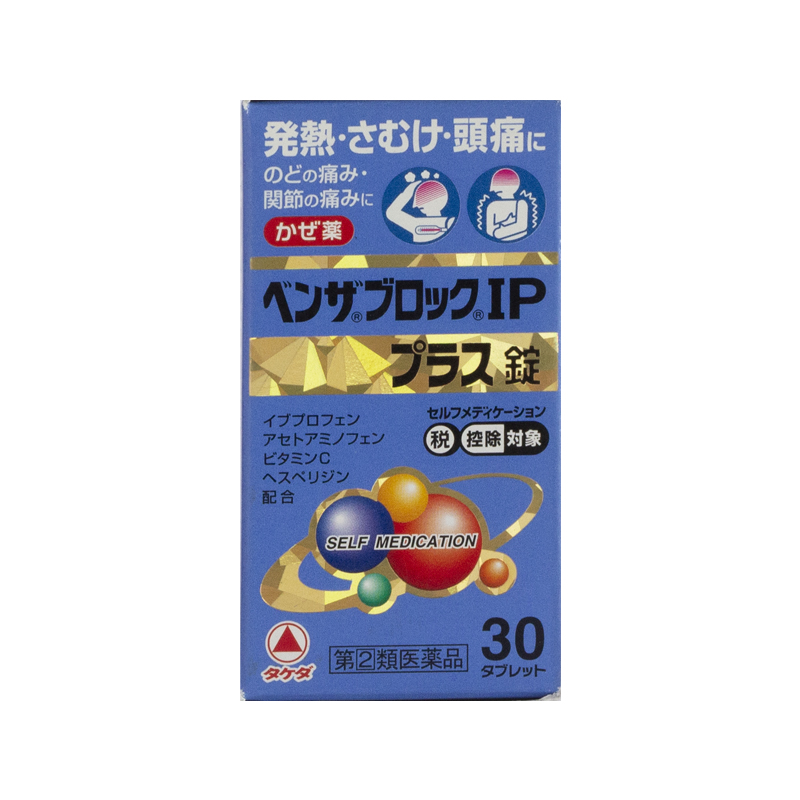 発熱・さむけ・頭痛に
のどの痛み・
関節の痛みに
かぜ薬
ベンザ®ブロック®IP
プラス錠
イブプロフェン
アセトアミノフェン
ビタミンC
ヘスペリジン
配合
セルフメディケーション
税 控除 対象
SELF MEDICATION
タケダ
第②類医薬品
30
タブレット